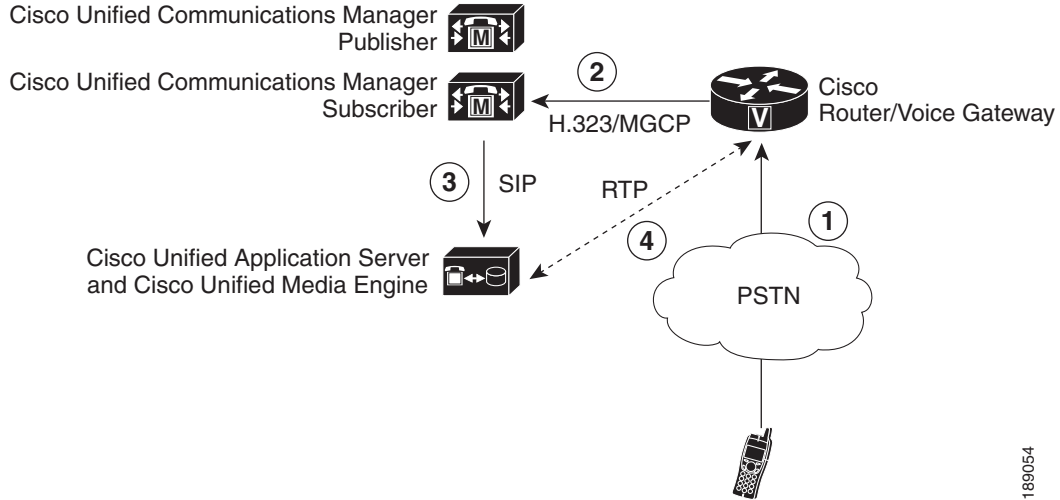 Cisco Unified Communications Manager
Publisher
M
Cisco Unified Communications Manager
Subscriber
M
2
H.323/MGCP
V
Cisco
Router/Voice Gateway
3
SIP
RTP
4
1
Cisco Unified Application Server
and Cisco Unified Media Engine
PSTN
189054